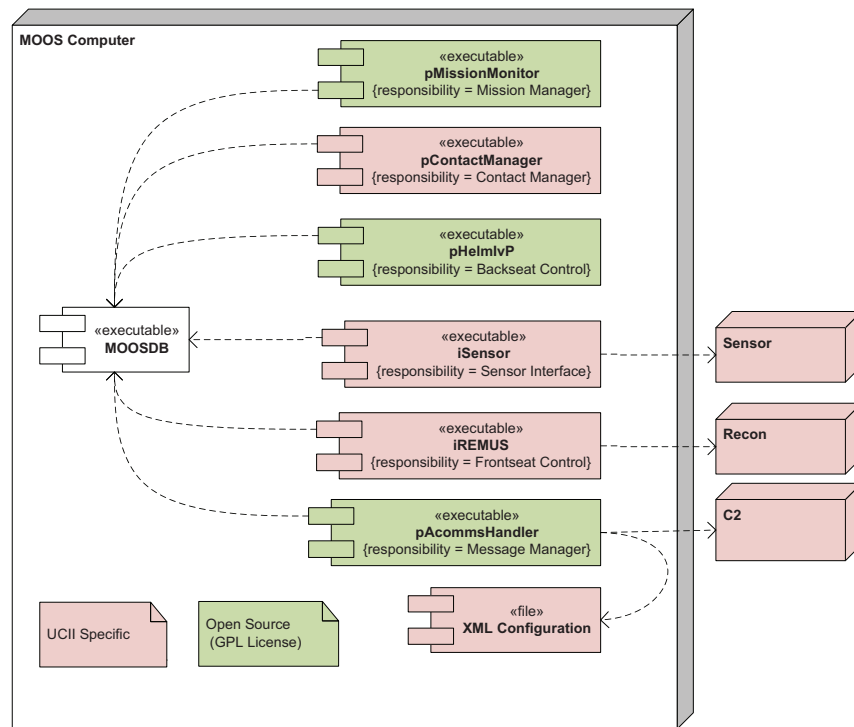 MOOS Computer
«executable»
pMissionMonitor
{responsibility = Mission Manager}
«executable»
pContactManager
{responsibility = Contact Manager}
«executable»
pHelmIvP
{responsibility = Backseat Control}
«executable»
MOOSDB
«executable»
iSensor
{responsibility = Sensor Interface}
Sensor
«executable»
iREMUS
{responsibility = Frontseat Control}
Recon
«executable»
pAcommsHandler
{responsibility = Message Manager}
C2
«file»
XML Configuration
UCII Specific
Open Source
(GPL License)